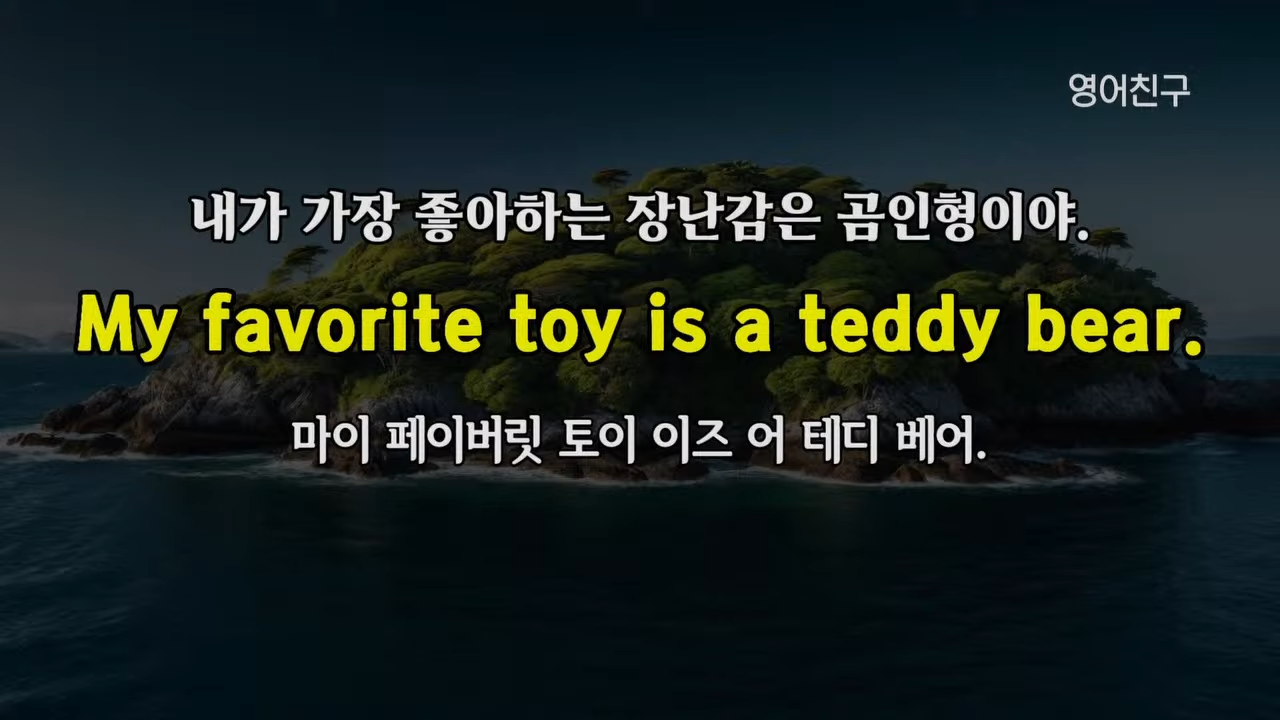 영어친구
내가 가장 좋아하는 장난감은 곰인형이야.
My favorite toy is a teddy bear.
마이 페이버릿 토이 이즈 어 테디 베어.